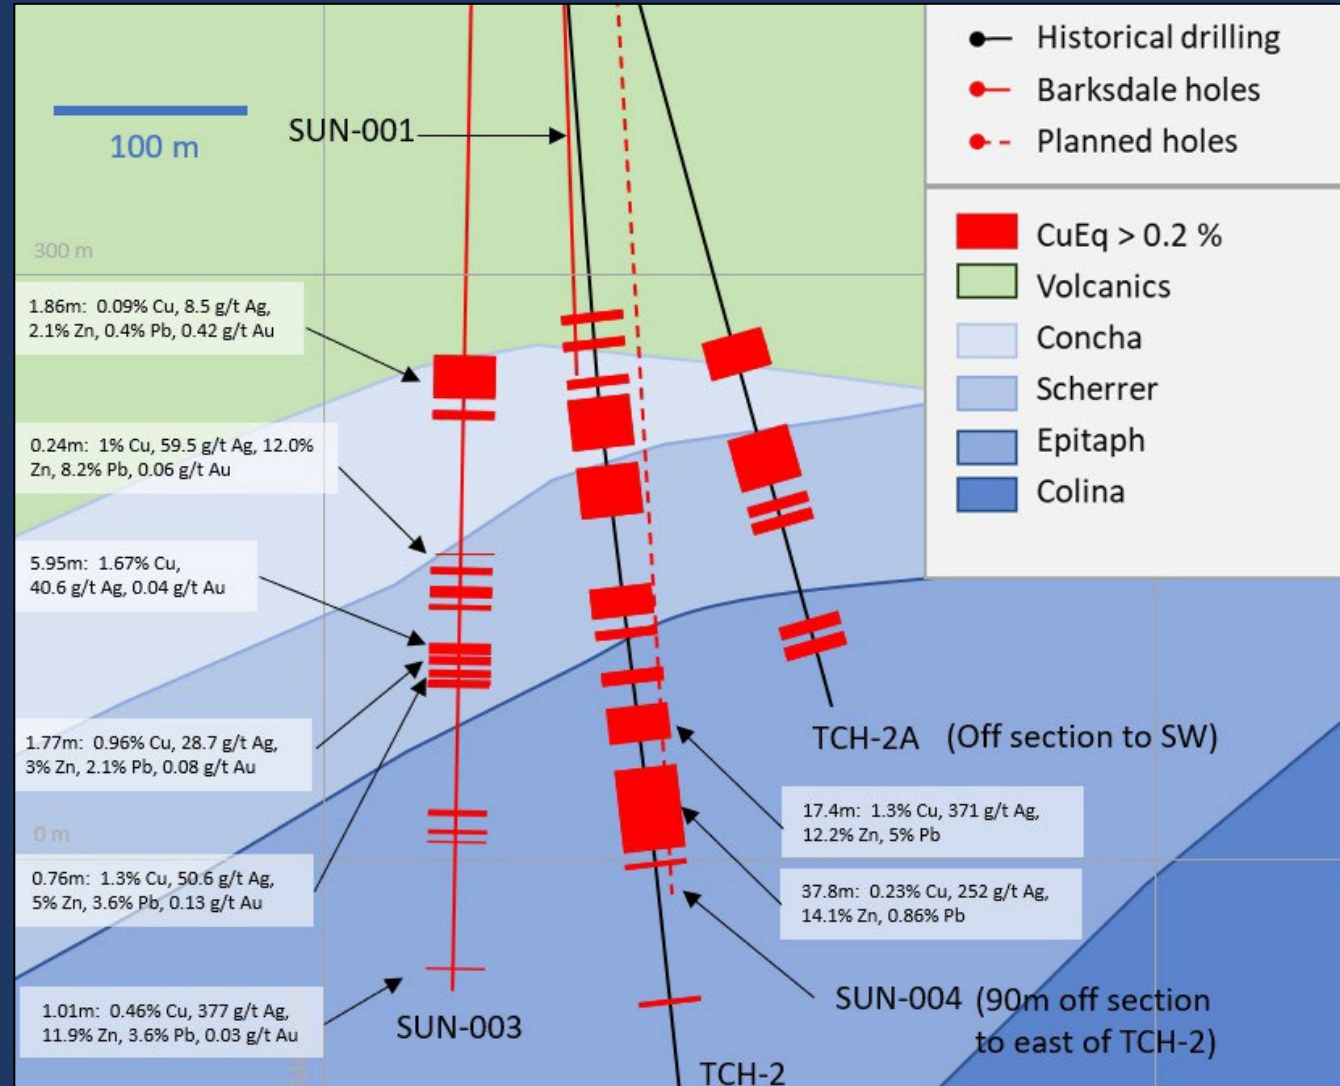 Historical drilling
Barksdale holes
Planned holes
CuEq > 0.2 %
Volcanics
Concha
Scherrer
Epitaph
Colina
100 m
SUN-001
300 m
1.86m: 0.09% Cu, 8.5 g/t Ag,
2.1% Zn, 0.4% Pb, 0.42 g/t Au
0.24m: 1% Cu, 59.5 g/t Ag, 12.0%
Zn, 8.2% Pb, 0.06 g/t Au
5.95m: 1.67% Cu,
40.6 g/t Ag, 0.04 g/t Au
1.77m: 0.96% Cu, 28.7 g/t Ag,
3% Zn, 2.1% Pb, 0.08 g/t Au
0 m
0.76m: 1.3% Cu, 50.6 g/t Ag,
5% Zn, 3.6% Pb, 0.13 g/t Au
1.01m: 0.46% Cu, 377 g/t Ag,
11.9% Zn, 3.6% Pb, 0.03 g/t Au
SUN-003
TCH-2A (Off section to SW)
17.4m: 1.3% Cu, 371 g/t Ag,
12.2% Zn, 5% Pb
37.8m: 0.23% Cu, 252 g/t Ag,
14.1% Zn, 0.86% Pb
SUN-004 (90m off section
to east of TCH-2)
TCH-2